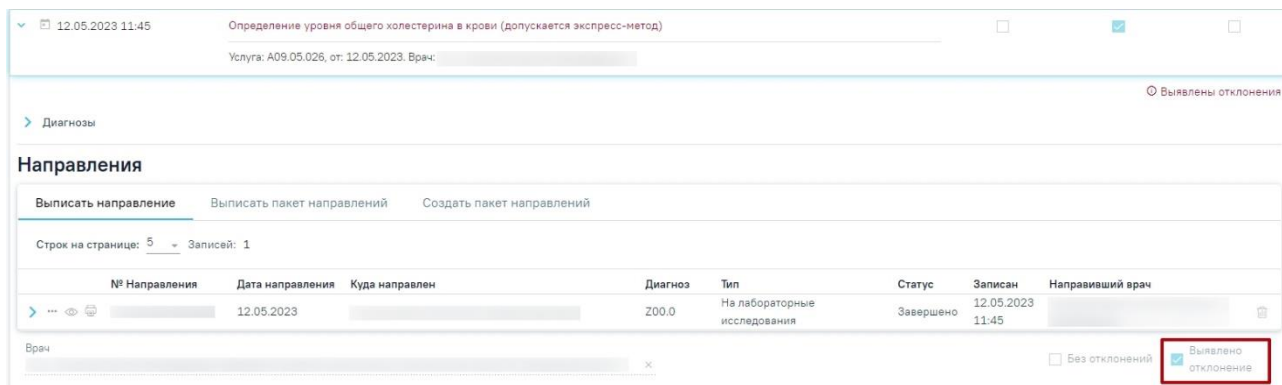 12.05.2023 11:45 Определение уровня общего холестерина в крови (допускается экспресс-метод)
Услуга: A09.05.026, от: 12.05.2023. Врач:
Выявлены отклонения
Диагнозы
Направления
Выписать направление Выписать пакет направлений Создать пакет направлений
Строк на странице: 5 Записей: 1
№ Направления Дата направления Куда направлен Диагноз Тип Статус Записан Направивший врач
12.05.2023 Z00.0 На лабораторные исследования Завершено 12.05.2023 11:45
Врач
Без отклонений Выявлено отклонение